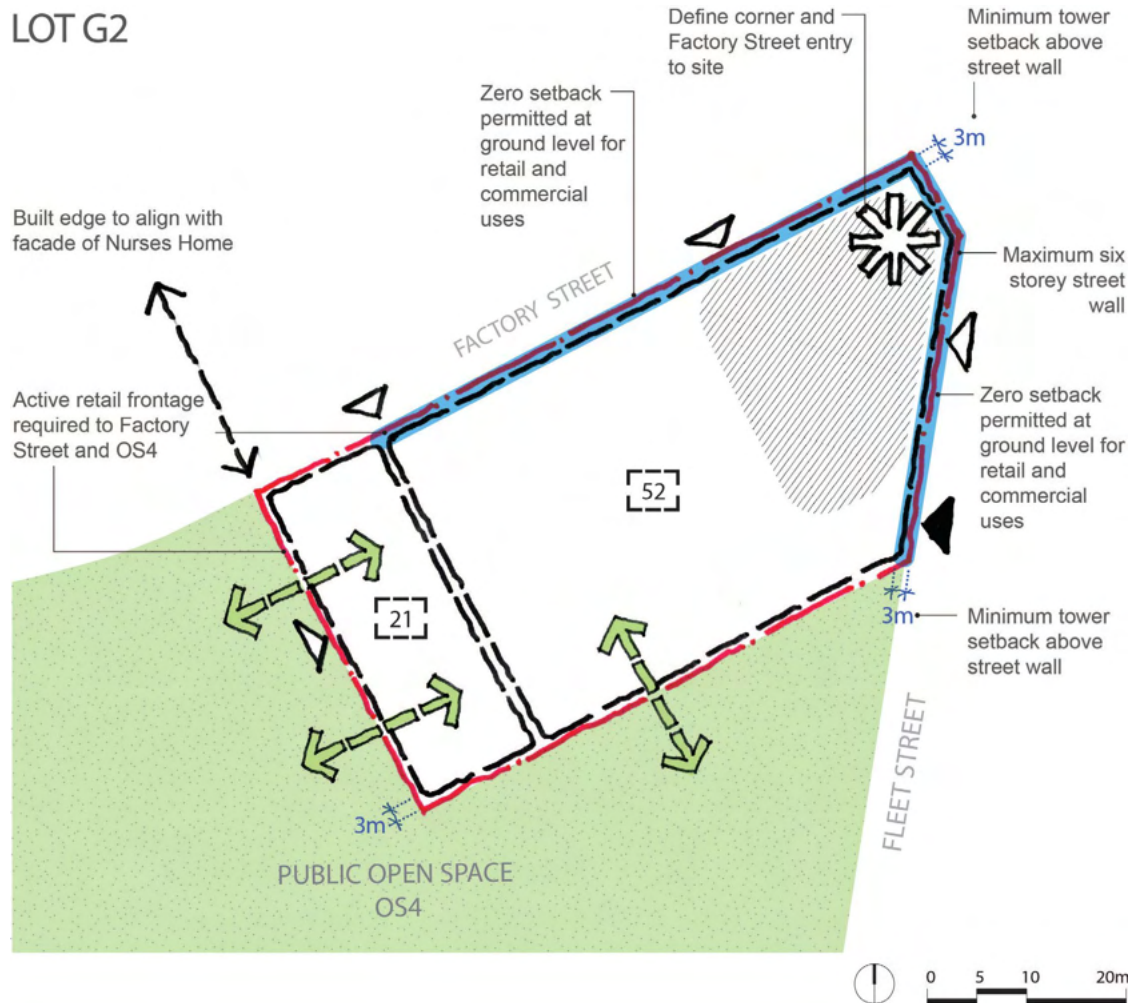 LOT G2
Define corner and
Factory Street entry
to site
Minimum tower
setback above
street wall
3m
Zero setback
permitted at
ground level for
retail and
commercial
uses
Built edge to align with
facade of Nurses Home
Maximum six
storey street
wall
FACTORY STREET
Active retail frontage
required to Factory
Street and OS4
Zero setback
permitted at
ground level for
retail and
commercial
uses
52
21
3m
Minimum tower
setback above
street wall
FLEET STREET
3m
PUBLIC OPEN SPACE
OS4
0 5 10 20m